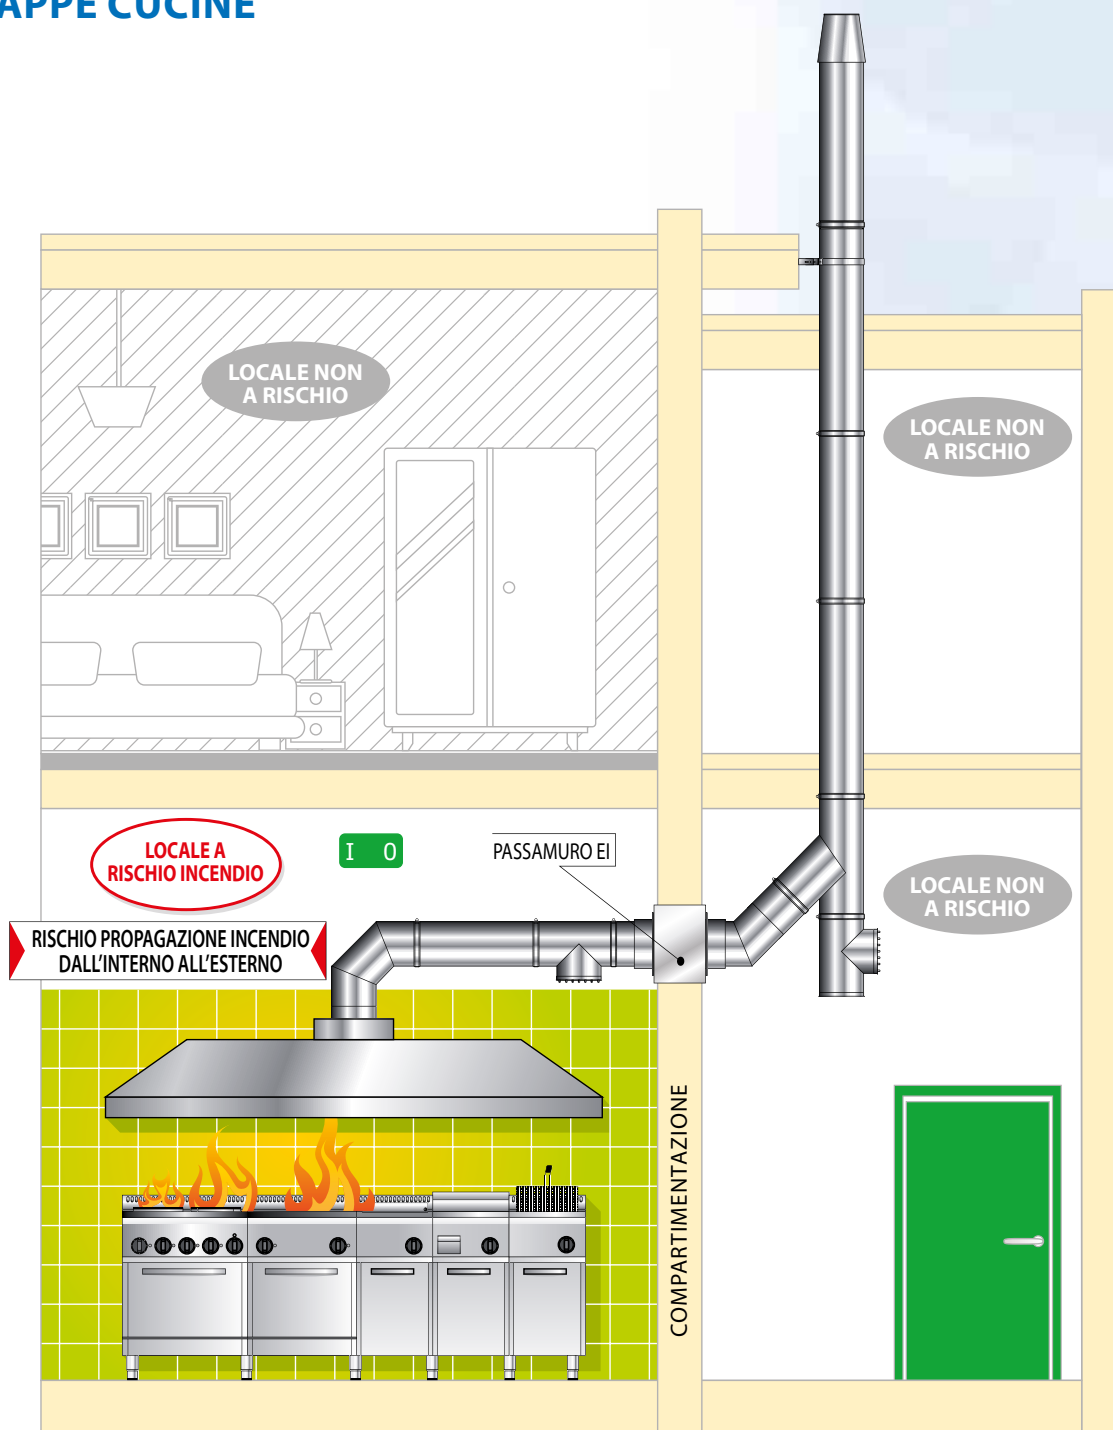 APPE CUCINE
LOCALE NON
A RISCHIO
LOCALE NON
A RISCHIO
LOCALE A
RISCHIO INCENDIO
I O
PASSAMURO EI
LOCALE NON
A RISCHIO
RISCHIO PROPAGAZIONE INCENDIO
DALL'INTERNO ALL'ESTERNO
COMPARTIMENTAZIONE